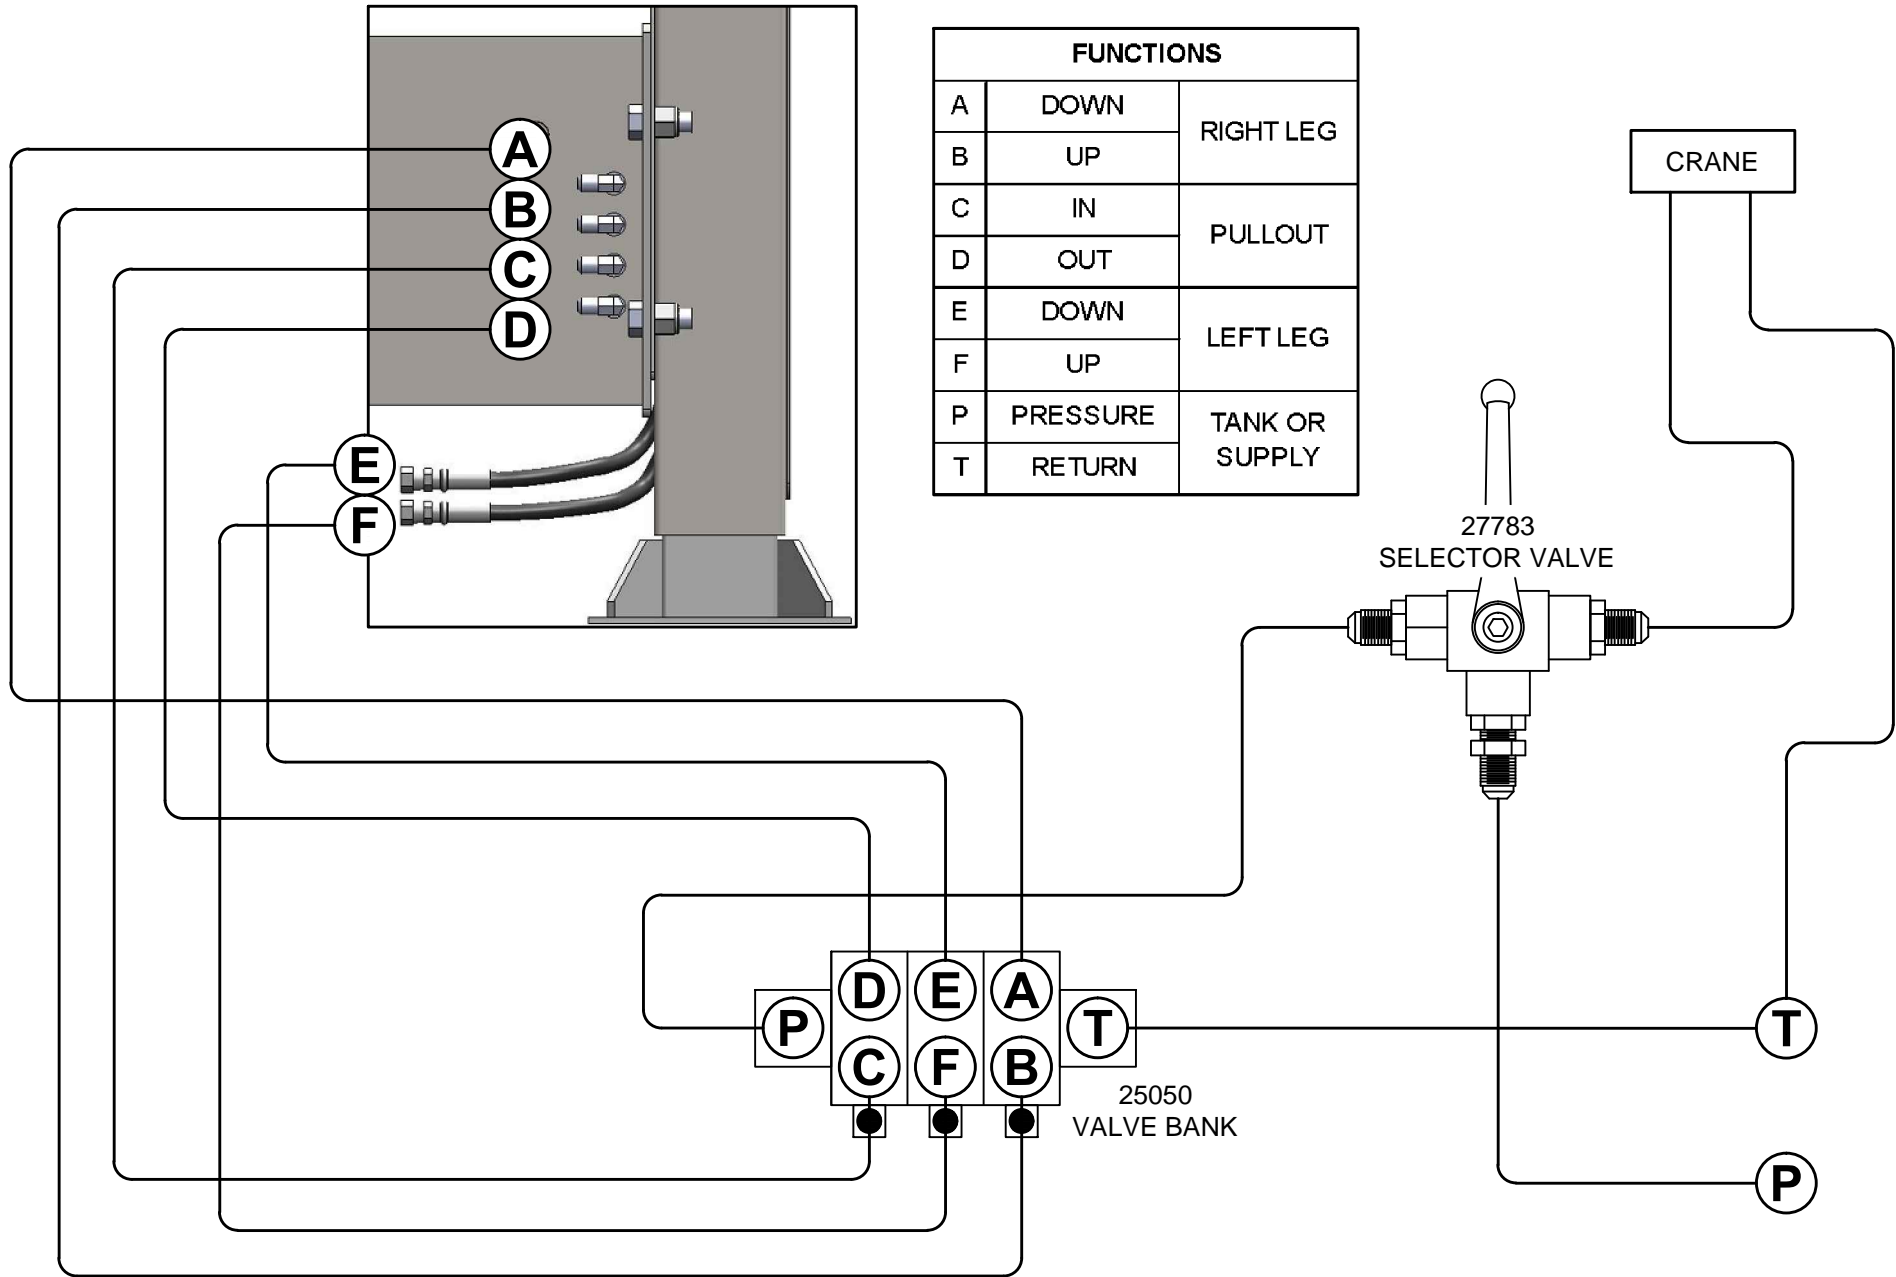 FUNCTIONS
A DOWN RIGHT LEG
B UP
C IN PULLOUT
D OUT
E DOWN LEFT LEG
F UP
P PRESSURE TANK OR SUPPLY
T RETURN
CRANE
A
B
C
D
E
F
27783
SELECTOR VALVE
D E A
P T T
C F B
25050
VALVE BANK
P